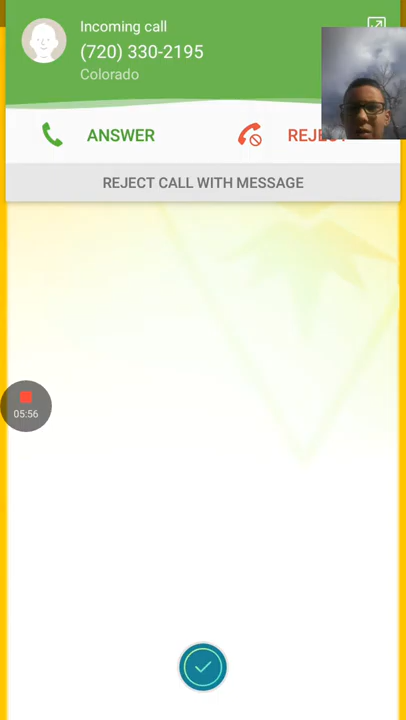 Incoming call
(720) 330-2195
Colorado
ANSWER
REJECT CALL WITH MESSAGE
05:56